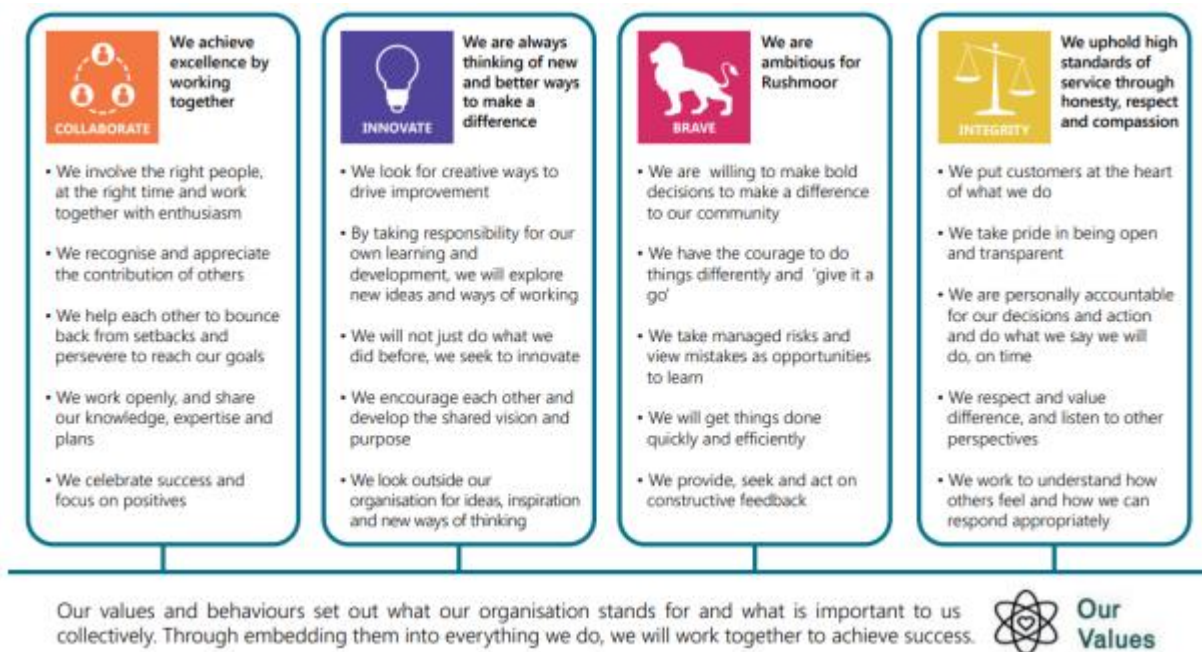 COLLABORATE
We achieve
excellence by
working
together
• We involve the right people,
at the right time and work
together with enthusiasm
• We recognise and appreciate
the contribution of others
• We help each other to bounce
back from setbacks and
persevere to reach our goals
• We work openly, and share
our knowledge, expertise and
plans
• We celebrate success and
focus on positives
INNOVATE
We are always
thinking of new
and better ways
to make a
difference
• We look for creative ways to
drive improvement
• By taking responsibility for our
own learning and
development, we will explore
new ideas and ways of working
• We will not just do what we
did before, we seek to innovate
• We encourage each other and
develop the shared vision and
purpose
• We look outside our
organisation for ideas, inspiration
and new ways of thinking
BRAVE
We are
ambitious for
Rushmoor
• We are willing to make bold
decisions to make a difference
to our community
• We have the courage to do
things differently and 'give it a
go'
• We take managed risks and
view mistakes as opportunities
to learn
• We will get things done
quickly and efficiently
• We provide, seek and act on
constructive feedback
INTEGRITY
We uphold high
standards of
service through
honesty, respect
and compassion
• We put customers at the heart
of what we do
• We take pride in being open
and transparent
• We are personally accountable
for our decisions and action
and do what we say we will
do, on time
• We respect and value
difference, and listen to other
perspectives
• We work to understand how
others feel and how we can
respond appropriately
Our values and behaviours set out what our organisation stands for and what is important to us
collectively. Through embedding them into everything we do, we will work together to achieve success.
Our
Values